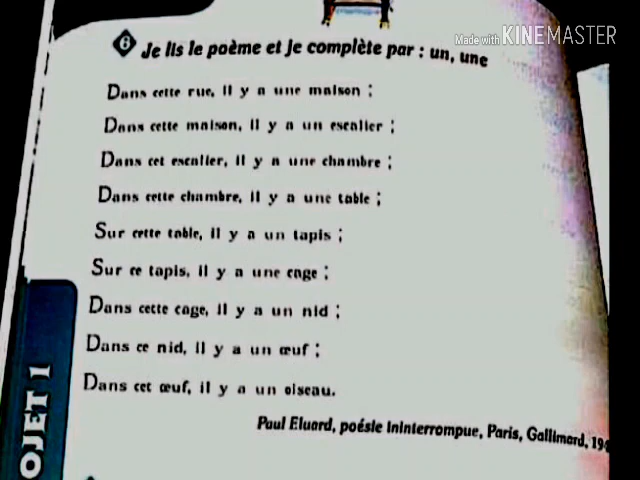 Made with KINEMASTER
6 Je lis le poème et je complète par : un, une
Dans cette rue, il y a une maison ;
Dans cette maison, il y a un escalier ;
Dans cet escalier, il y a une chambre ;
Dans cette chambre, il y a une table ;
Sur cette table, il y a un tapis ;
Sur ce tapis, il y a une cage ;
Dans cette cage, il y a un nid ;
Dans ce nid, il y a un œuf ;
Dans cet œuf, il y a un oiseau.
Paul Eluard, poésie ininterrompue, Paris, Gallimard,
OJET 1